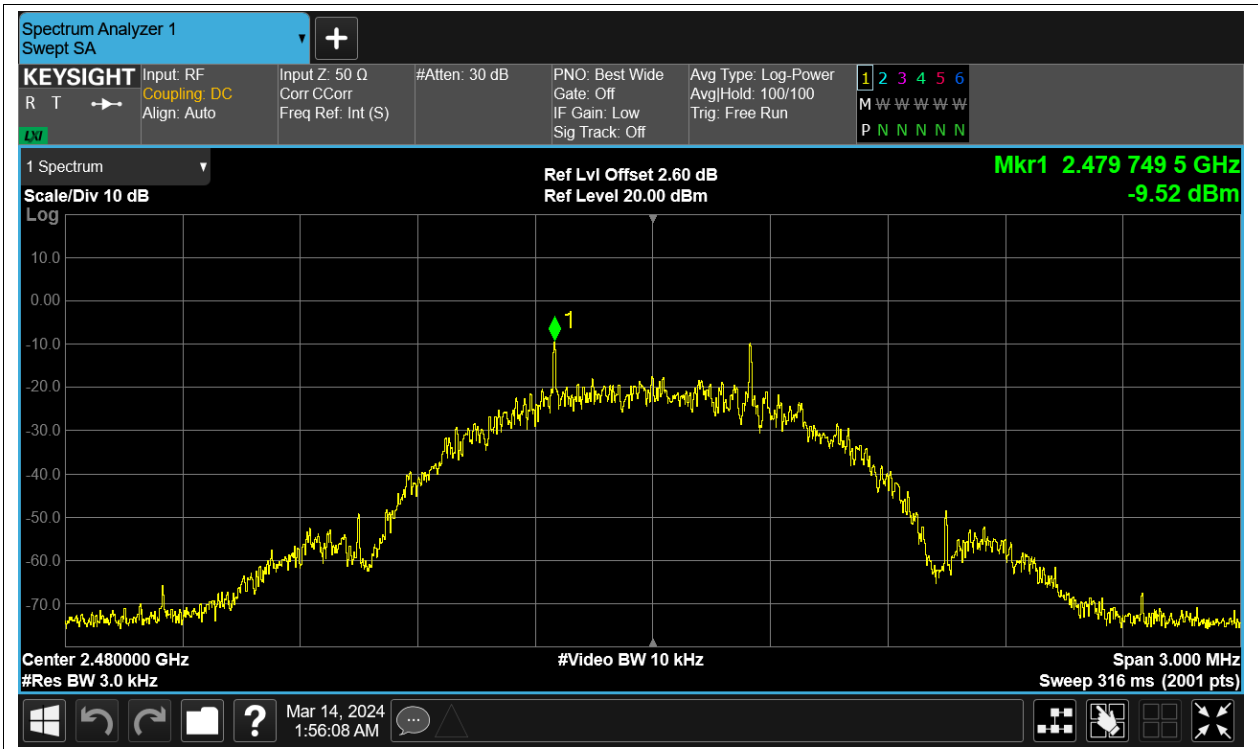 Spectrum Analyzer 1
Swept SA
KEYSIGHT
R T
LXI
Input: RF
Coupling: DC
Align: Auto
Input Z: 50 Ω
Corr CCorr
Freq Ref: Int (S)
#Atten: 30 dB
PNO: Best Wide
Gate: Off
IF Gain: Low
Sig Track: Off
Avg Type: Log-Power
Avg|Hold: 100/100
Trig: Free Run
1 2 3 4 5 6
M W W W W W W
P N N N N N N
1 Spectrum
Scale/Div 10 dB
Log
Ref Lvl Offset 2.60 dB
Ref Level 20.00 dBm
Mkr1 2.479 749 5 GHz
-9.52 dBm
10.0
0.00
1
-10.0
-20.0
-30.0
-40.0
-50.0
-60.0
-70.0
Center 2.480000 GHz
#Res BW 3.0 kHz
#Video BW 10 kHz
Span 3.000 MHz
Sweep 316 ms (2001 pts)
?
Mar 14, 2024
1:56:08 AM